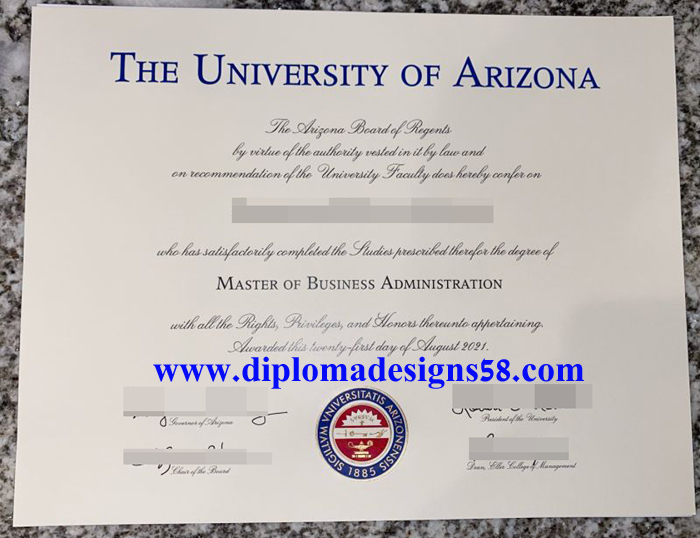 THE UNIVERSITY OF ARIZONA
The Arizona Board of Regents
by virtue of the authority vested in it by law and
on recommendation of the University Faculty does hereby confer on
who has satisfactorily completed the Studies prescribed therefor the degree of
MASTER OF BUSINESS ADMINISTRATION
with all the Rights, Privileges, and Honors thereunto appertaining.
Awarded this twenty-first day of August 2021.
www.diplomadesigns58.com
Governor of Arizona
President of the University
Chair of the Board
Dean, Eller College of Management
SIGILLVM VNIVERSITATIS ARIZONENSIS
1885